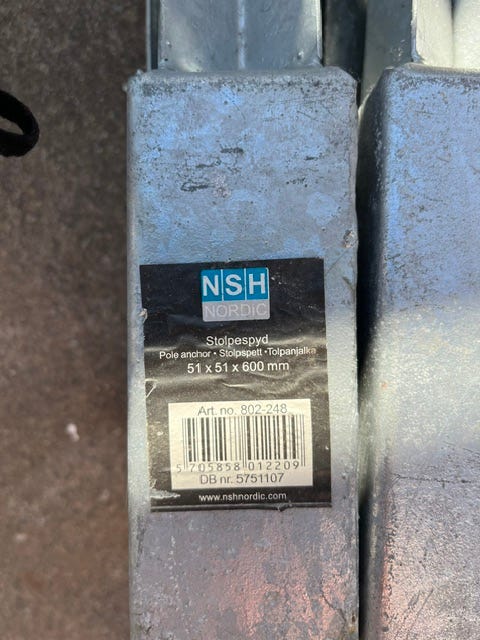 NSH
NORDIC
Stolpespyd
Pole anchor • Stolpspett • Tolpanjalka
51 x 51 x 600 mm
Art. no. 802-248
5 705858 012209
DB nr. 5751107
www.nshnordic.com